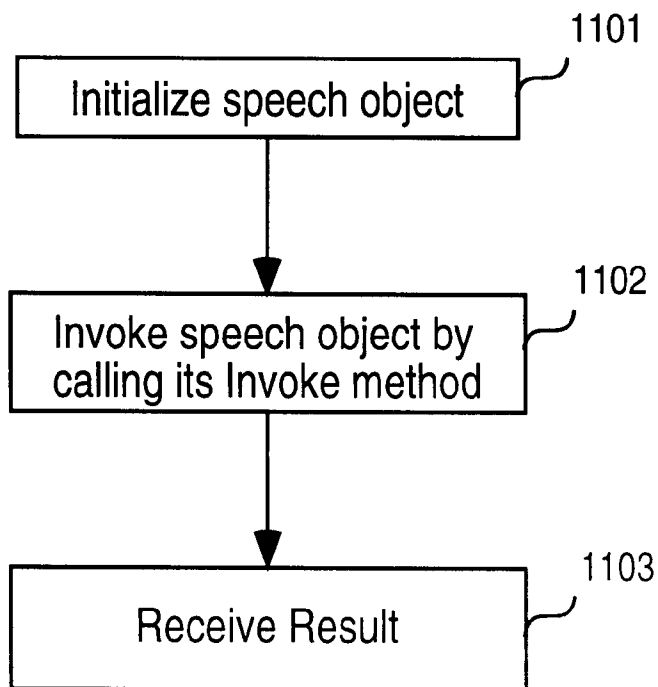 1101
Initialize speech object
1102
Invoke speech object by
calling its Invoke method
1103
Receive Result